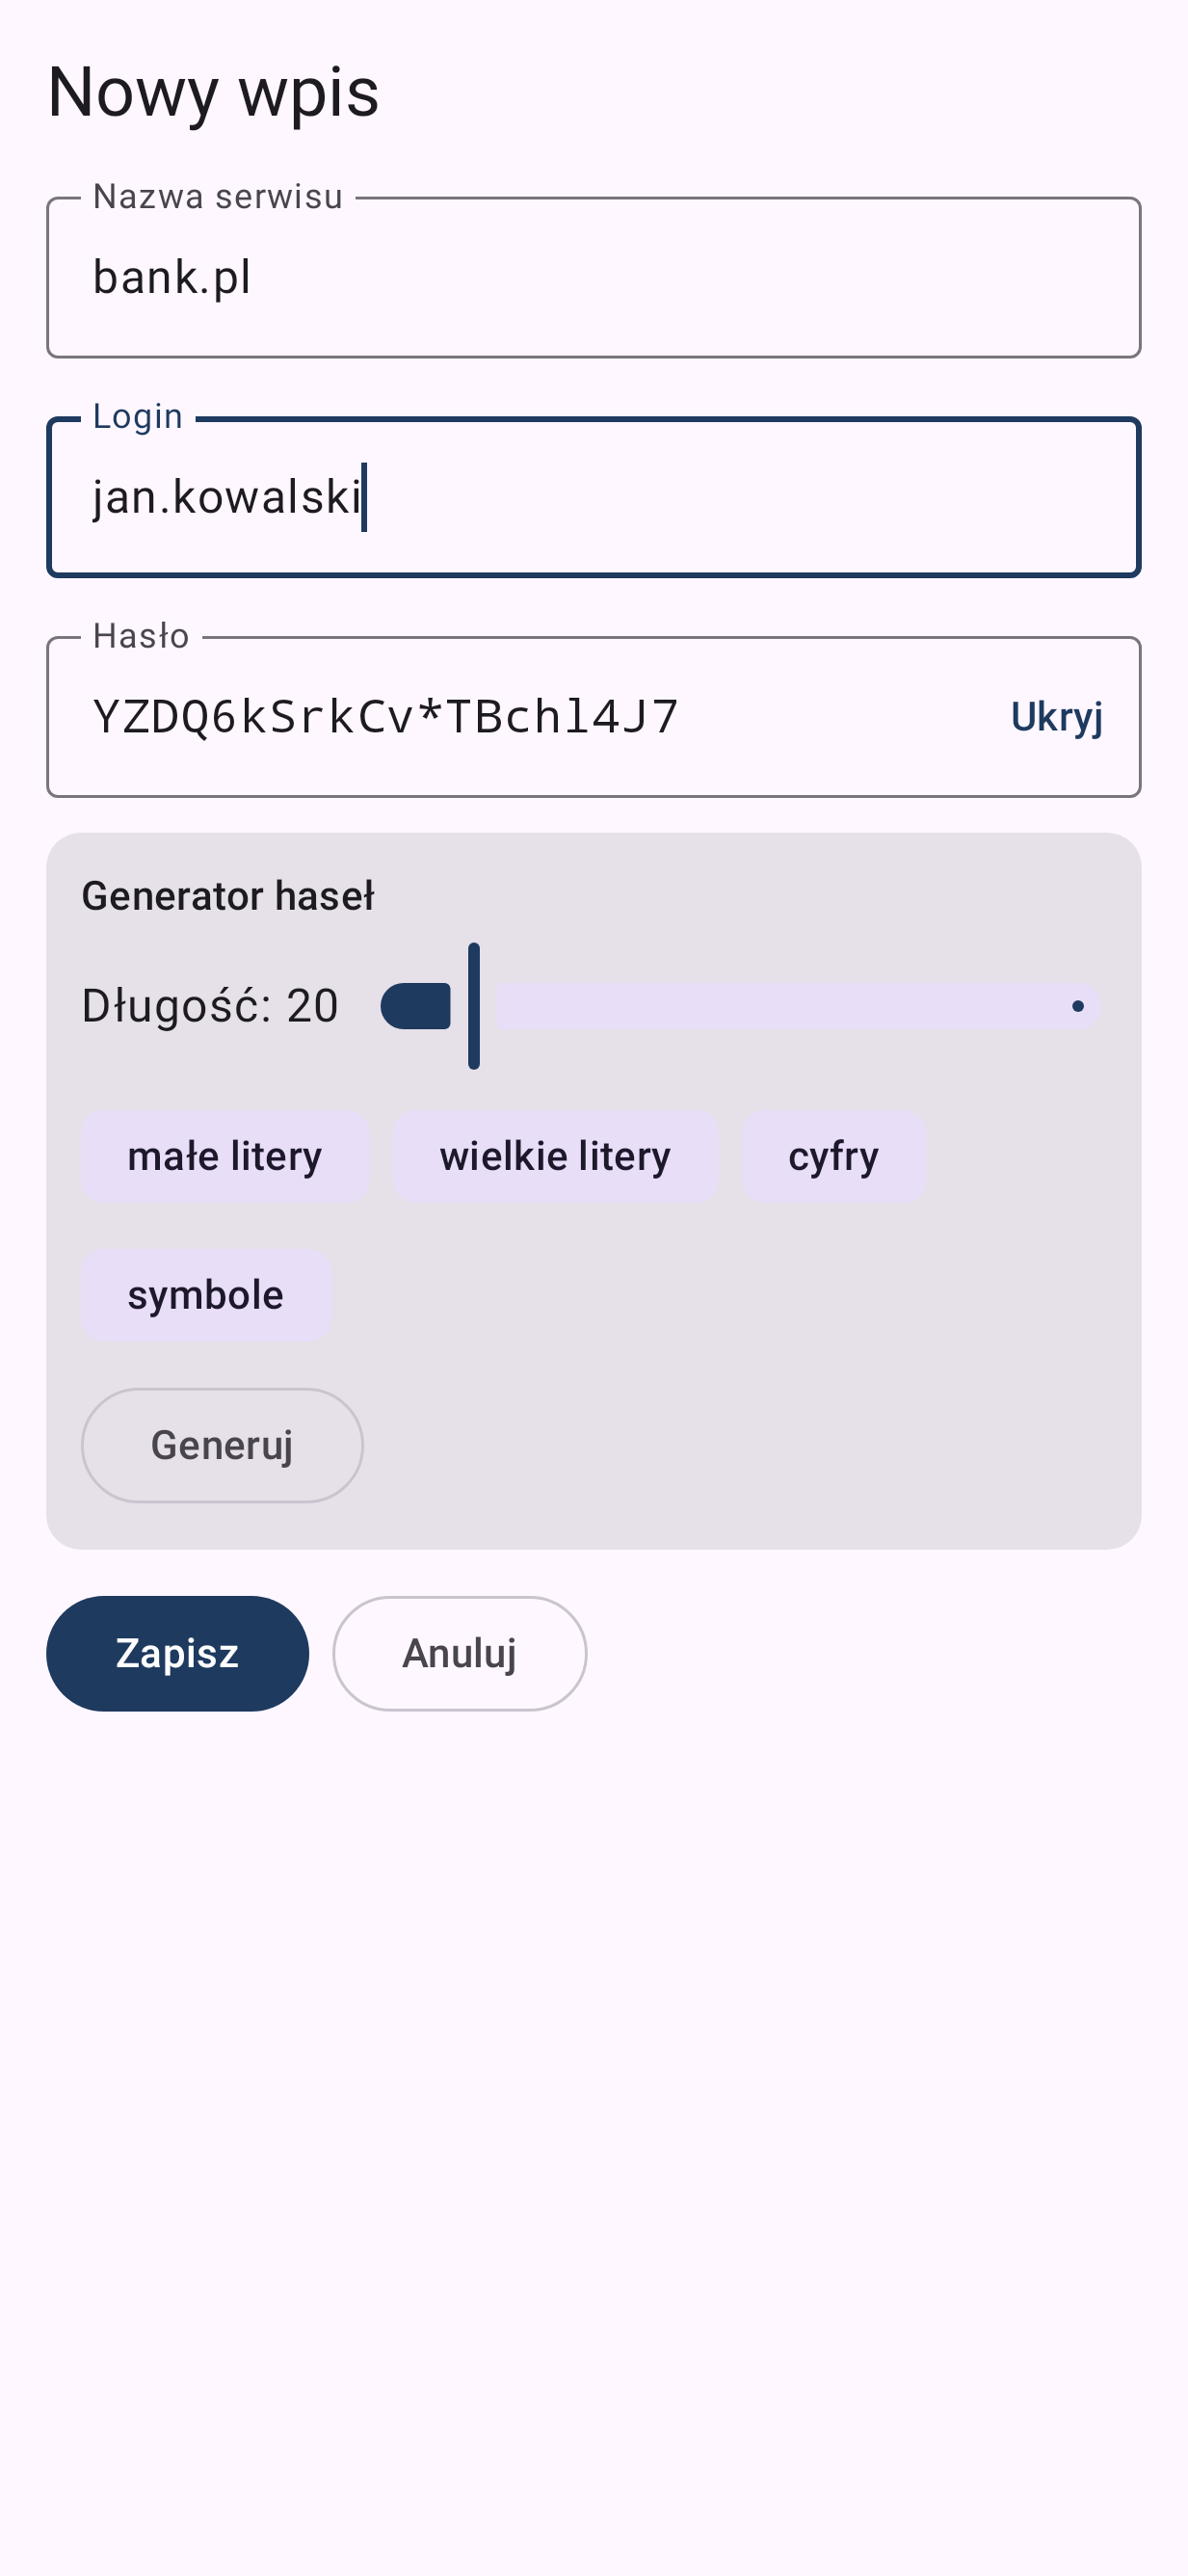 Nowy wpis
Nazwa serwisu
bank.pl
Login
jan.kowalski
Hasło
YZDQ6kSrkCv*TBchl4J7 Ukryj
Generator haseł
Długość: 20
małe litery wielkie litery cyfry
symbole
Generuj
Zapisz Anuluj